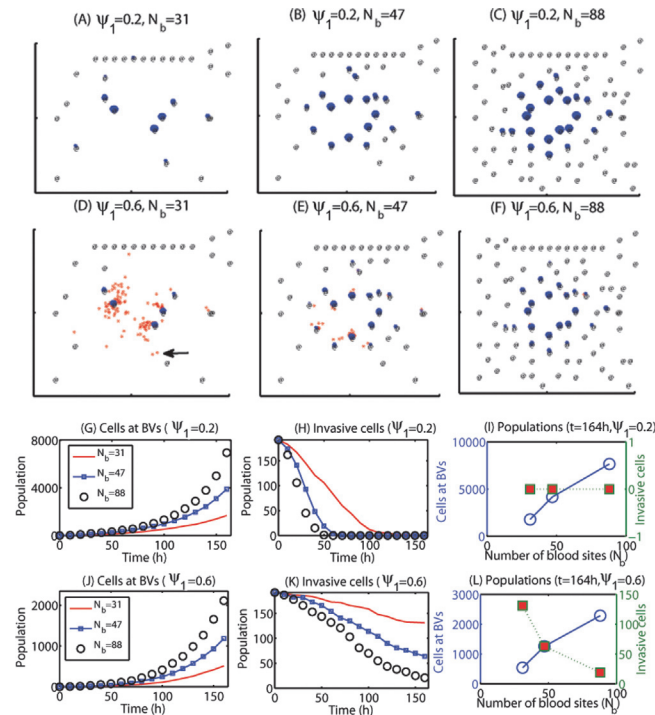 (A) Ψ1=0.2, Nb=31
(B) Ψ1=0.2, Nb=47
(C) Ψ1=0.2, Nb=88
(D) Ψ1=0.6, Nb=31
(E) Ψ1=0.6, Nb=47
(F) Ψ1=0.6, Nb=88
(G) Cells at BVs ( Ψ1=0.2)
8000
4000
0
Population
Nb=31
Nb=47
Nb=88
0 50 100 150
Time (h)
(H) Invasive cells (Ψ1=0.2)
150
100
50
0
Population
0 50 100 150
Time (h)
(I) Populations (t=164h,Ψ1=0.2)
10000
5000
0
Cells at BVs
1
0
−1
Invasive cells
0 50 100
Number of blood sites (Nb)
(J) Cells at BVs ( Ψ1=0.6)
2000
1000
0
Population
Nb=31
Nb=47
Nb=88
0 50 100 150
Time (h)
(K) Invasive cells (Ψ1=0.6)
150
100
50
0
Population
0 50 100 150
Time (h)
(L) Populations (t=164h,Ψ1=0.6)
3000
2000
1000
0
Cells at BVs
150
100
50
0
Invasive cells
0 50 100
Number of blood sites (Nb)